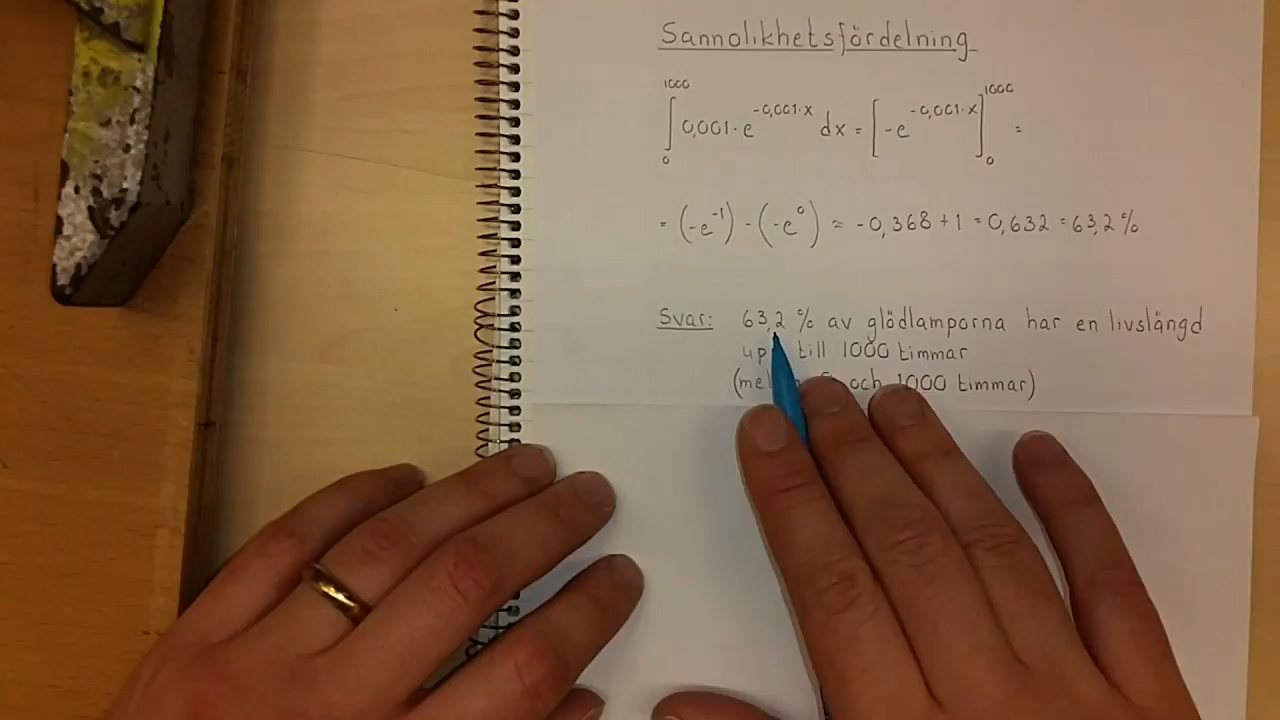 Sannolikhetsfördelning
∫₀¹⁰⁰⁰ 0,001·e^(-0,001·x) dx = [-e^(-0,001·x)]₀¹⁰⁰⁰ =
= (-e⁻¹) - (-e⁰) ≈ -0,368 + 1 = 0,632 = 63,2 %
Svar: 63,2 % av glödlamporna har en livslängd
till 1000 timmar
och 1000 timmar)